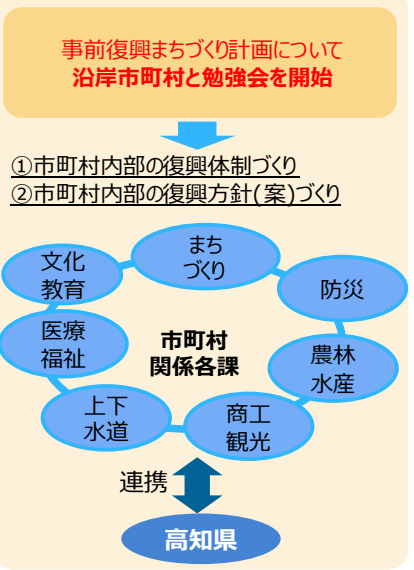 事前復興まちづくり計画について
沿岸市町村と勉強会を開始
①市町村内部の復興体制づくり
②市町村内部の復興方針(案)づくり
まち
づくり
文化
教育
防災
医療
福祉
市町村
関係各課
農林
水産
上下
水道
商工
観光
連携
高知県